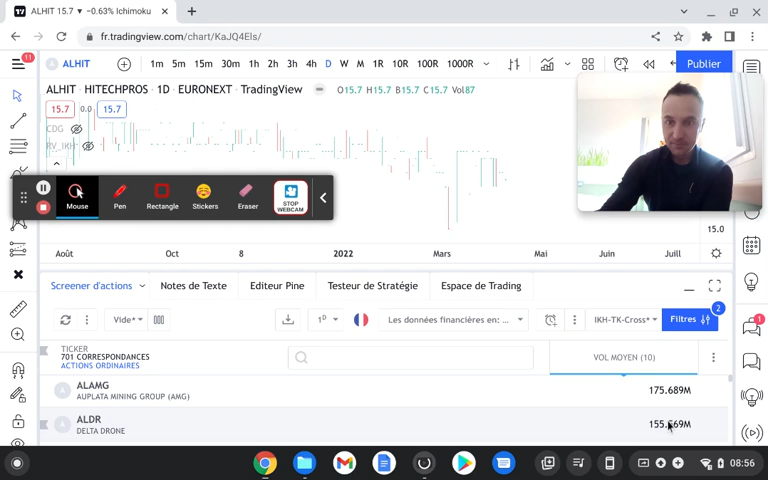 ALHIT 15.7 ▼ −0.63% Ichimoku
fr.tradingview.com/chart/KaJQ4Els/
11
ALHIT
1m 5m 15m 30m 1h 2h 3h 4h D W M 1R 10R 100R 1000R
Publier
ALHIT · HITECHPROS · 1D · EURONEXT · TradingView
O15.7 H15.7 B15.7 C15.7 Vol87
15.7 0.0 15.7
CDG
RV_IKH
Mouse
Pen
Rectangle
Stickers
Eraser
STOP
WEBCAM
15.0
Août Oct 8 2022 Mars Mai Juin Juill
Screener d'actions
Notes de Texte
Editeur Pine
Testeur de Stratégie
Espace de Trading
2
Vide*
1D
Les données financières en: ...
IKH-TK-Cross*
Filtres
1
TICKER
701 CORRESPONDANCES
ACTIONS ORDINAIRES
VOL MOYEN (10)
A
ALAMG
AUPLATA MINING GROUP (AMG)
175.689M
A
ALDR
DELTA DRONE
08:56